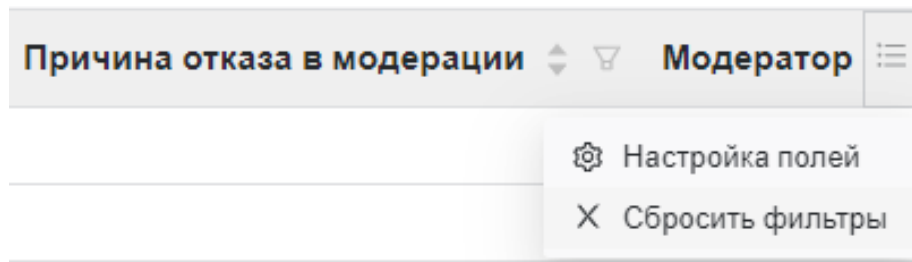 Причина отказа в модерации Модератор
Настройка полей
Сбросить фильтры